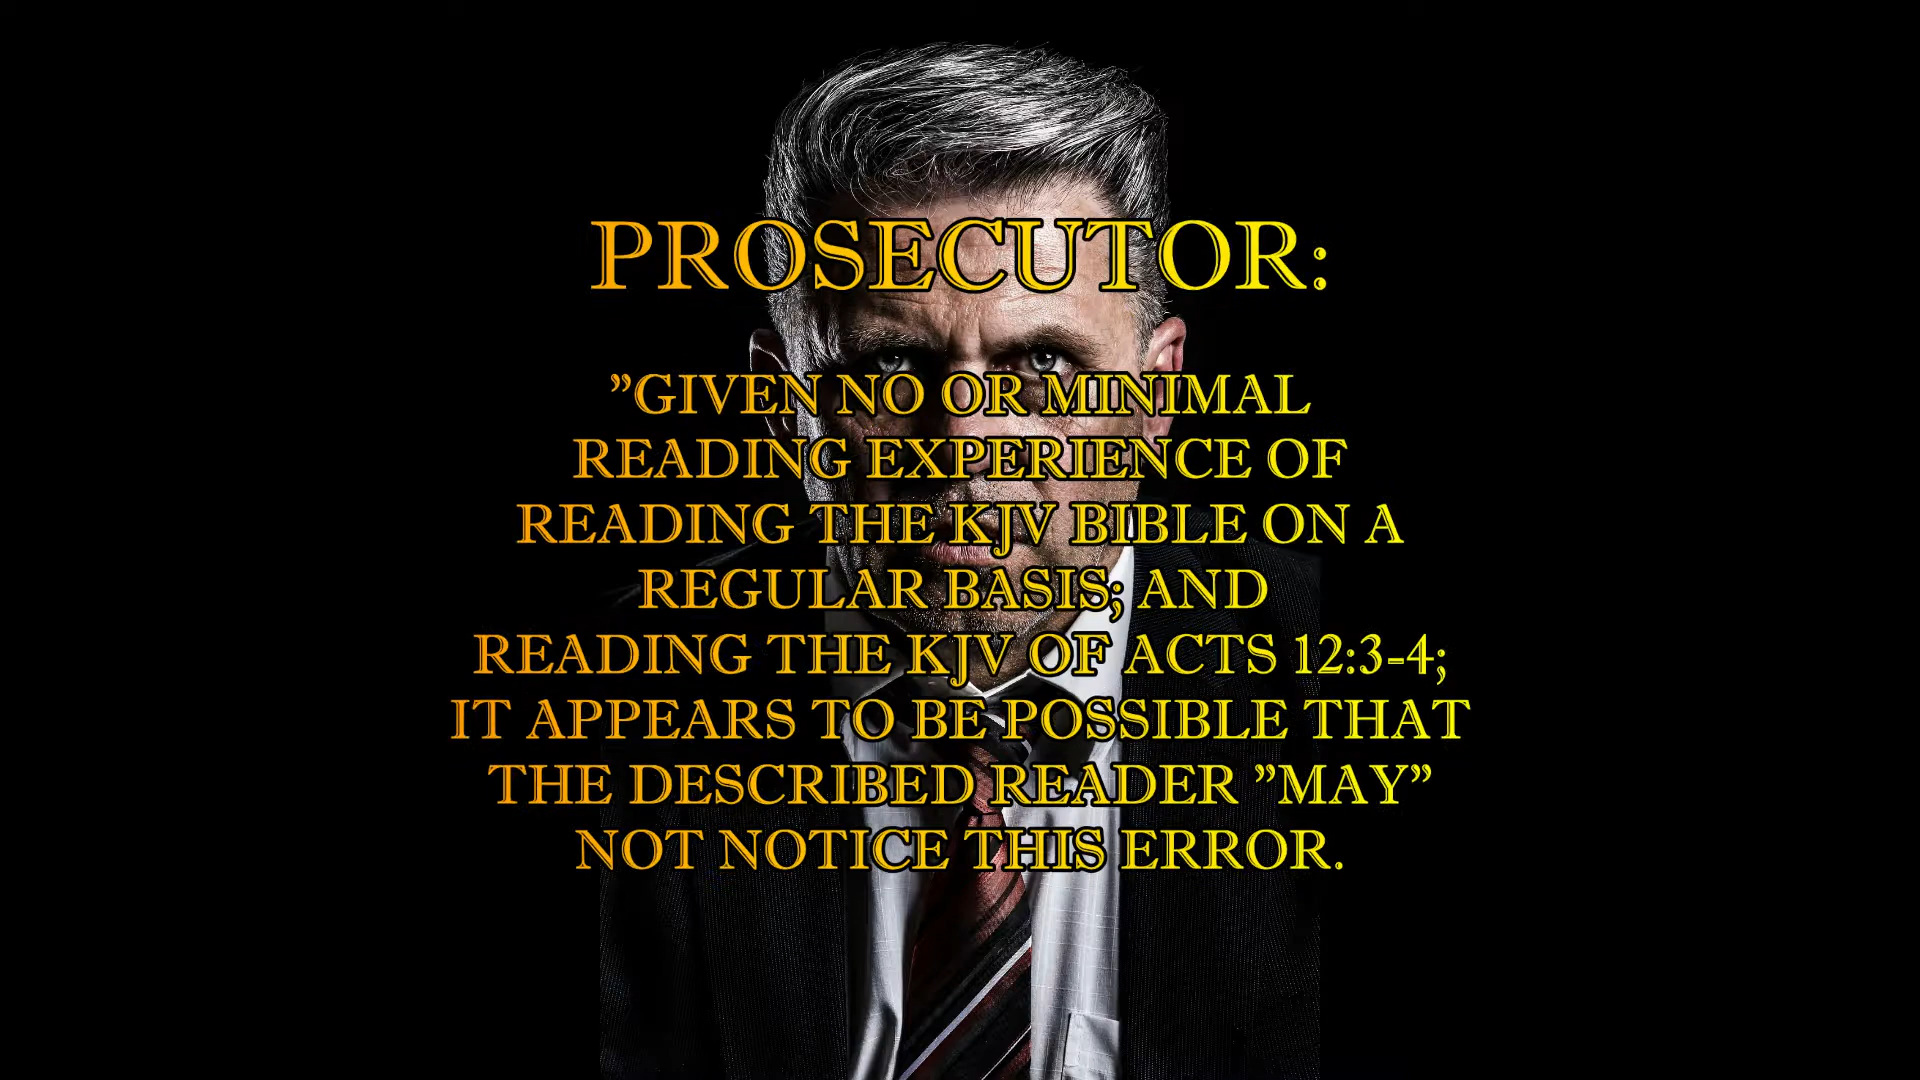 PROSECUTOR:
"GIVEN NO OR MINIMAL
READING EXPERIENCE OF
READING THE KJV BIBLE ON A
REGULAR BASIS; AND
READING THE KJV OF ACTS 12:3-4;
IT APPEARS TO BE POSSIBLE THAT
THE DESCRIBED READER "MAY"
NOT NOTICE THIS ERROR.